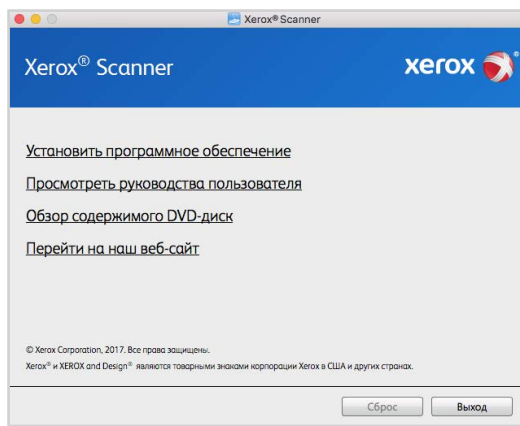 Xerox® Scanner
Xerox® Scanner
xerox ®
Установить программное обеспечение
Просмотреть руководства пользователя
Обзор содержимого DVD-диск
Перейти на наш веб-сайт
© Xerox Corporation, 2017. Все права защищены.
Xerox® и XEROX and Design® являются товарными знаками корпорации Xerox в США и других странах.
Сброс Выход